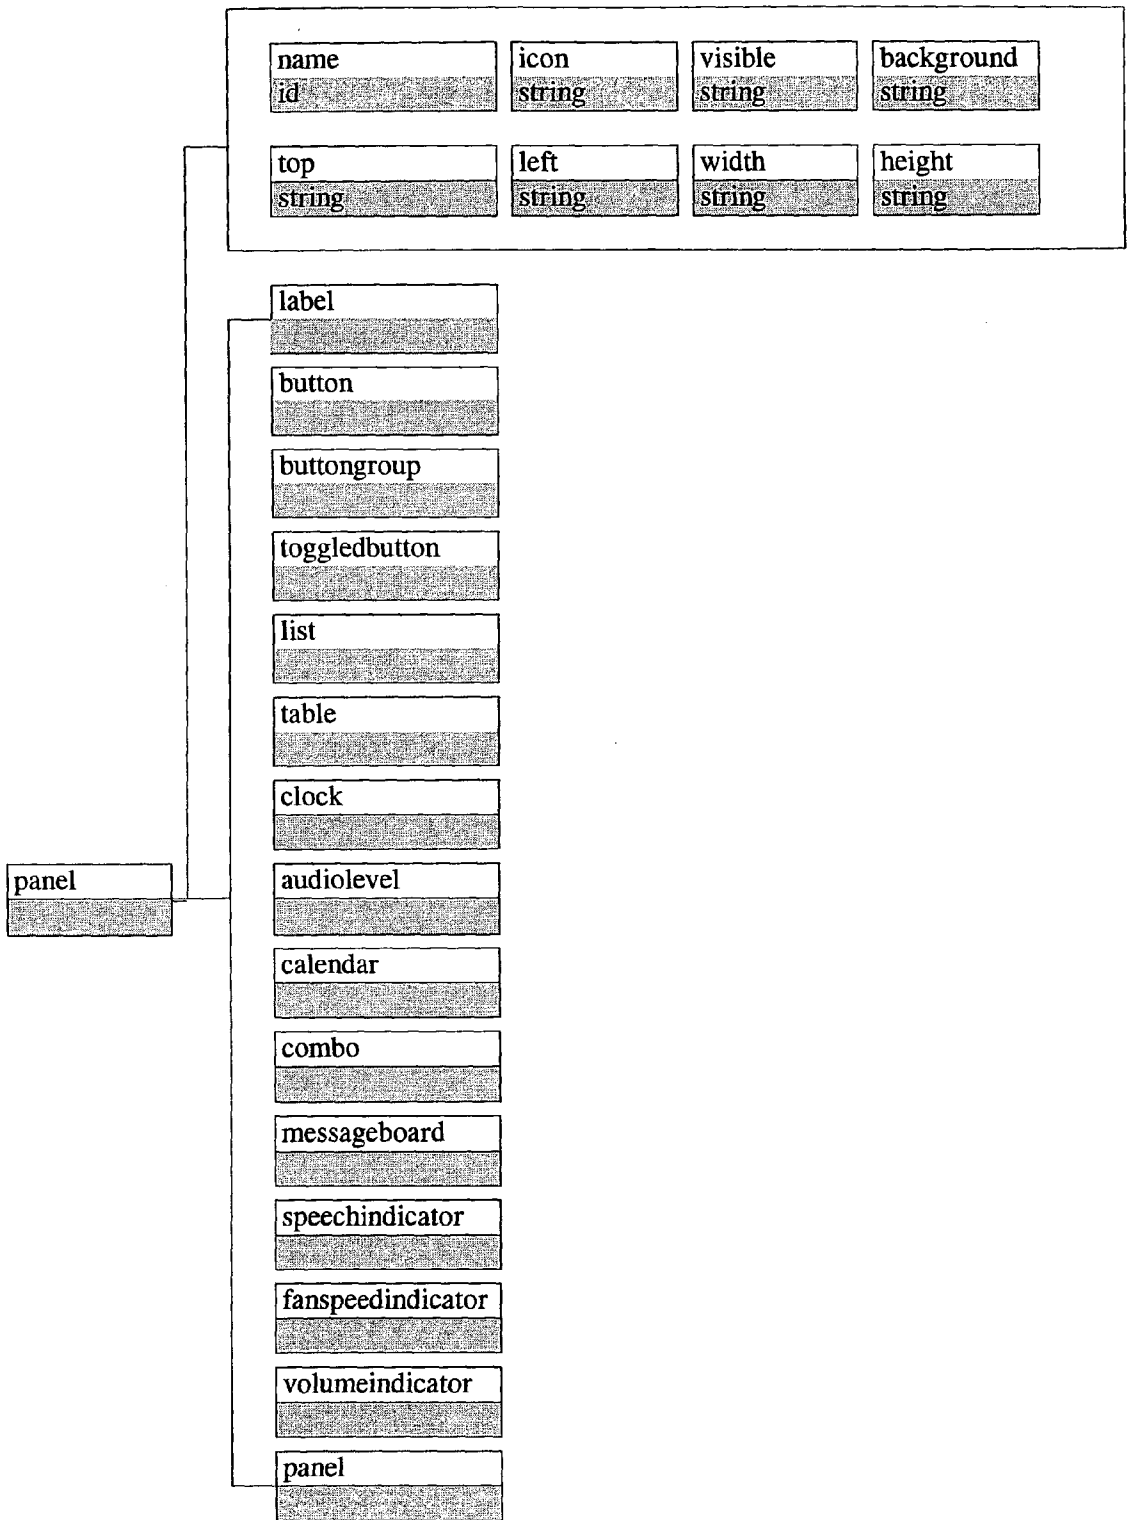 name icon visible background
id string string string
top left width height
string string string string
label
button
buttongroup
toggledbutton
list
table
clock
panel
audiolevel
calendar
combo
messageboard
speechindicator
fanspeedindicator
volumeindicator
panel